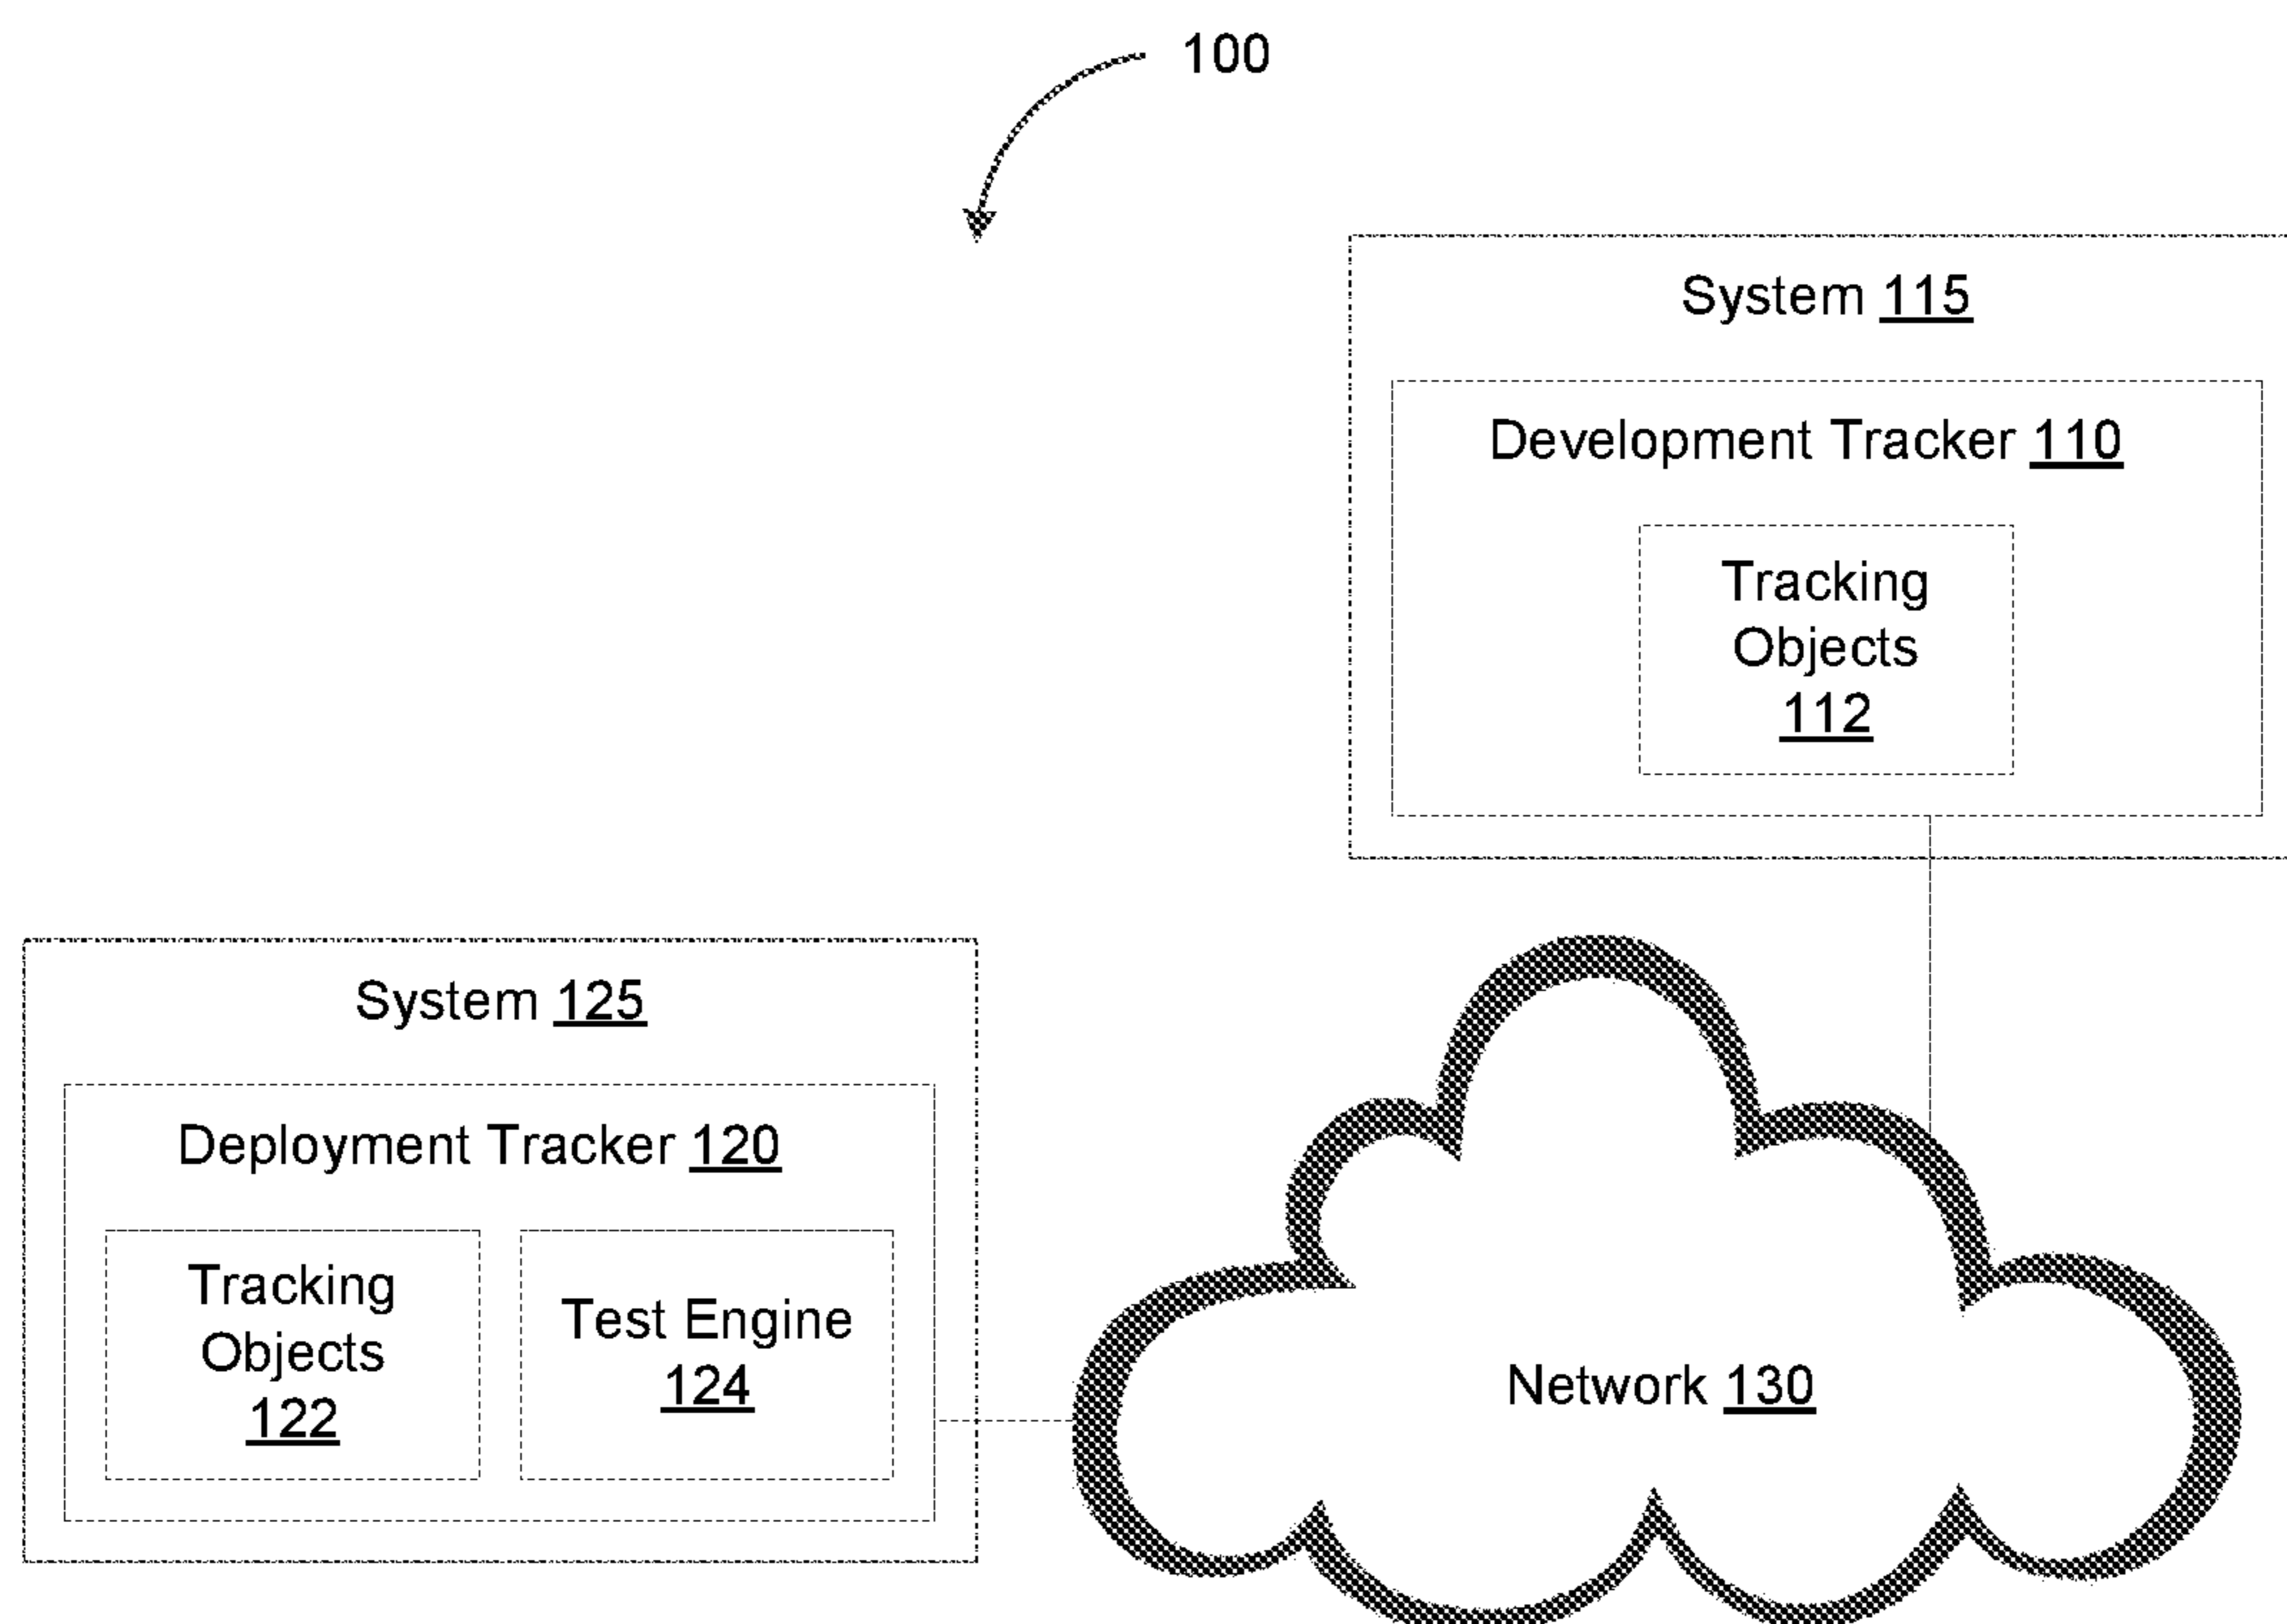 100
System 115
Development Tracker 110
Tracking
Objects
112
System 125
Deployment Tracker 120
Tracking
Objects
122
Test Engine
124
Network 130